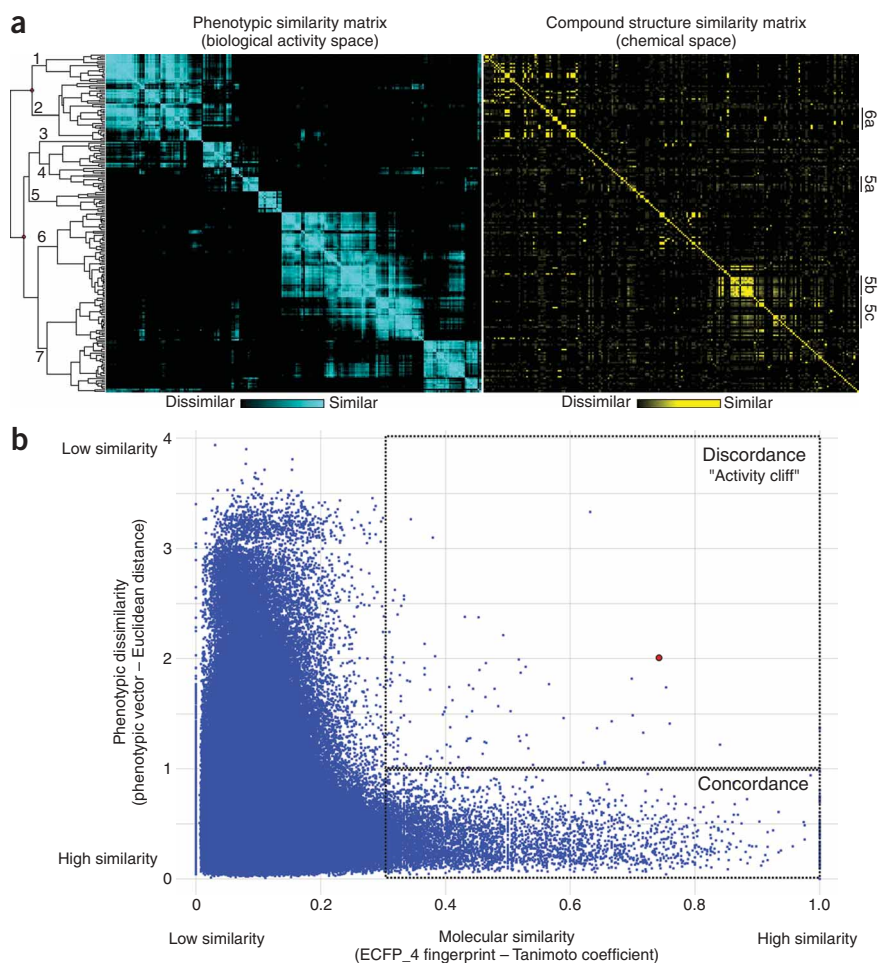 a
Phenotypic similarity matrix
(biological activity space)
Compound structure similarity matrix
(chemical space)
1
2
3
4
5
6
7
6a
5a
5b
5c
Dissimilar
Similar
Dissimilar
Similar
b
Low similarity
High similarity
Phenotypic dissimilarity
(phenotypic vector – Euclidean distance)
4
3
2
1
0
Discordance
"Activity cliff"
Concordance
0
0.2
0.4
0.6
0.8
1.0
Low similarity
Molecular similarity
(ECFP_4 fingerprint – Tanimoto coefficient)
High similarity